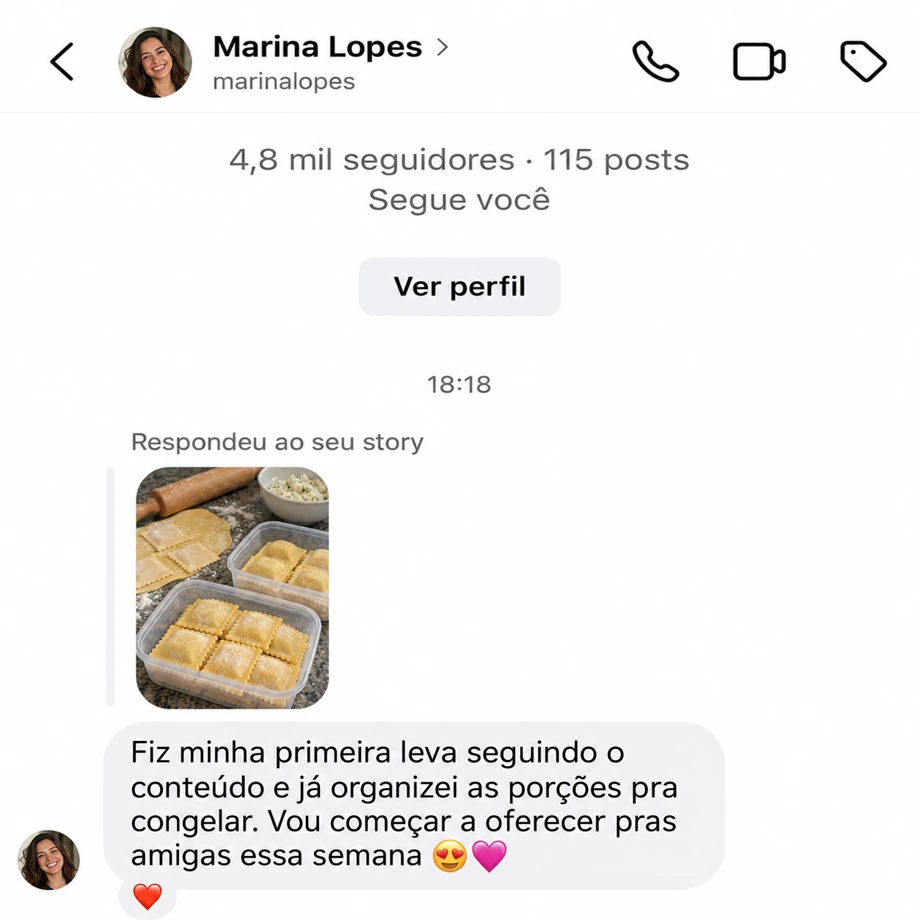 Marina Lopes
marinalopes
4,8 mil seguidores · 115 posts
Segue você
Ver perfil
18:18
Respondeu ao seu story
Fiz minha primeira leva seguindo o
conteúdo e já organizei as porções pra
congelar. Vou começar a oferecer pras
amigas essa semana 😍💗
❤️